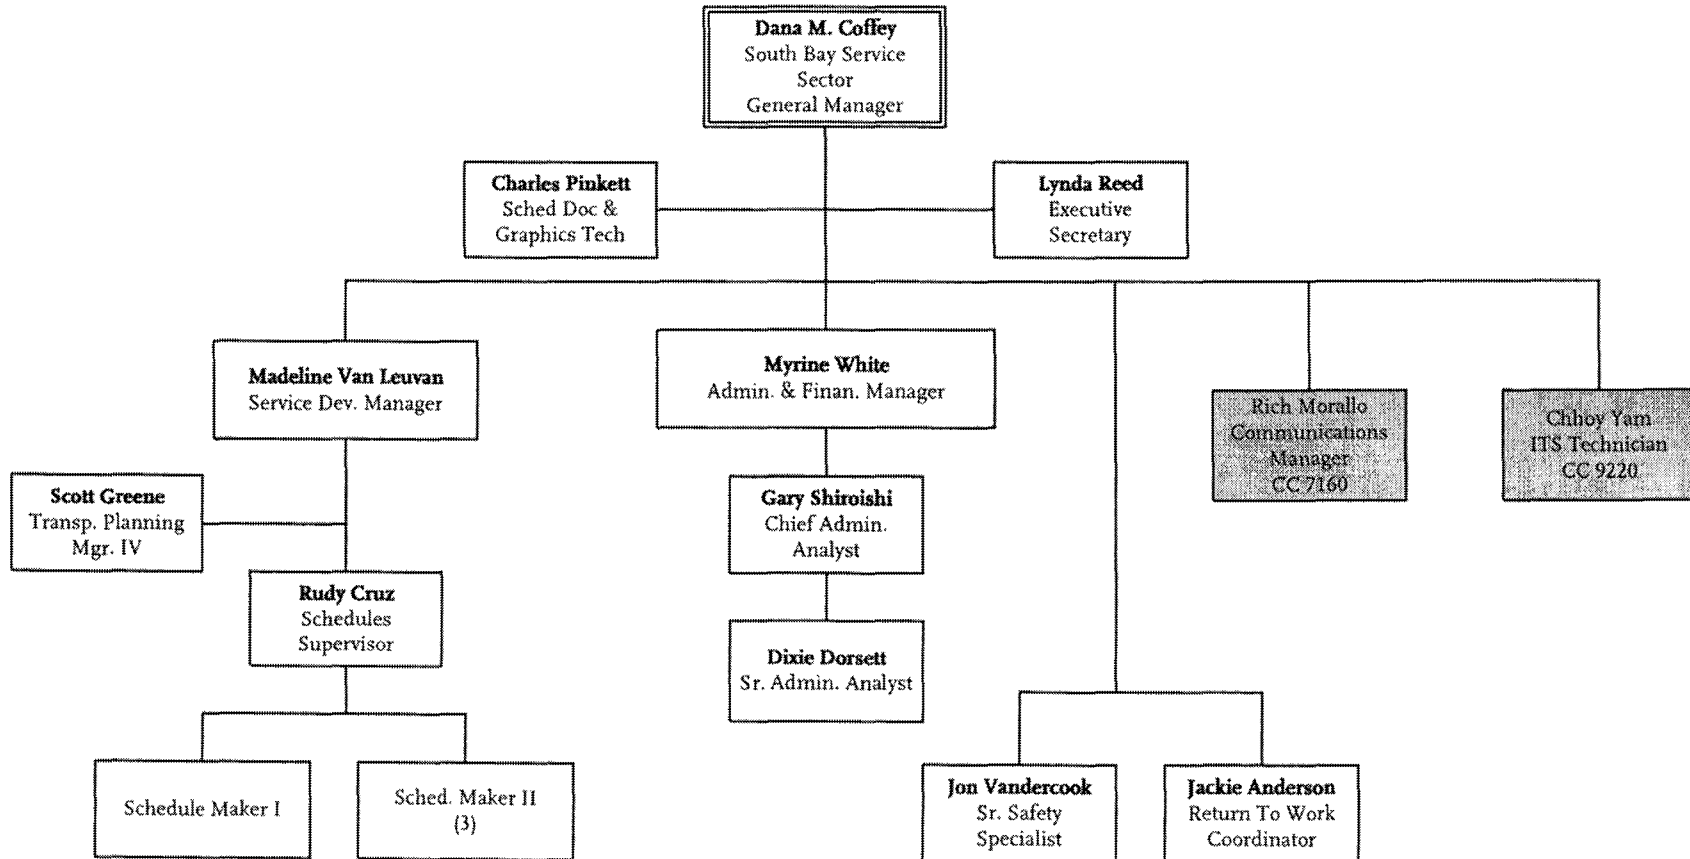 Dana M. Coffey
South Bay Service
Sector
General Manager
Charles Pinkett
Sched Doc &
Graphics Tech
Lynda Reed
Executive
Secretary
Madeline Van Leuvan
Service Dev. Manager
Myrine White
Admin. & Finan. Manager
Rich Morallo
Communications
Manager
CC 7160
Chhoy Yam
ITS Technician
CC 9220
Scott Greene
Transp. Planning
Mgr. IV
Gary Shiroishi
Chief Admin.
Analyst
Rudy Cruz
Schedules
Supervisor
Dixie Dorsett
Sr. Admin. Analyst
Schedule Maker I
Sched. Maker II
(3)
Jon Vandercook
Sr. Safety
Specialist
Jackie Anderson
Return To Work
Coordinator